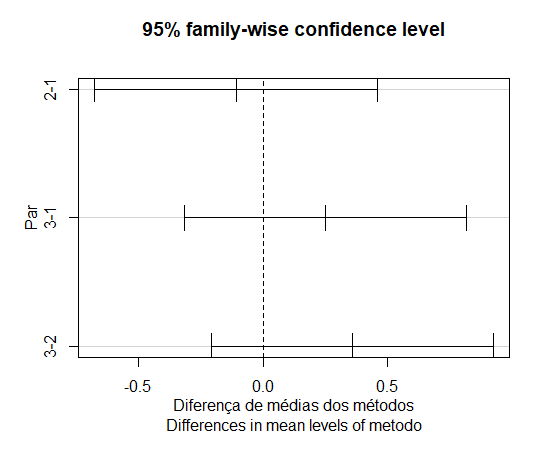 95% family-wise confidence level
2-1
3-1
3-2
Par
-0.5 0.0 0.5
Diferença de médias dos métodos
Differences in mean levels of metodo